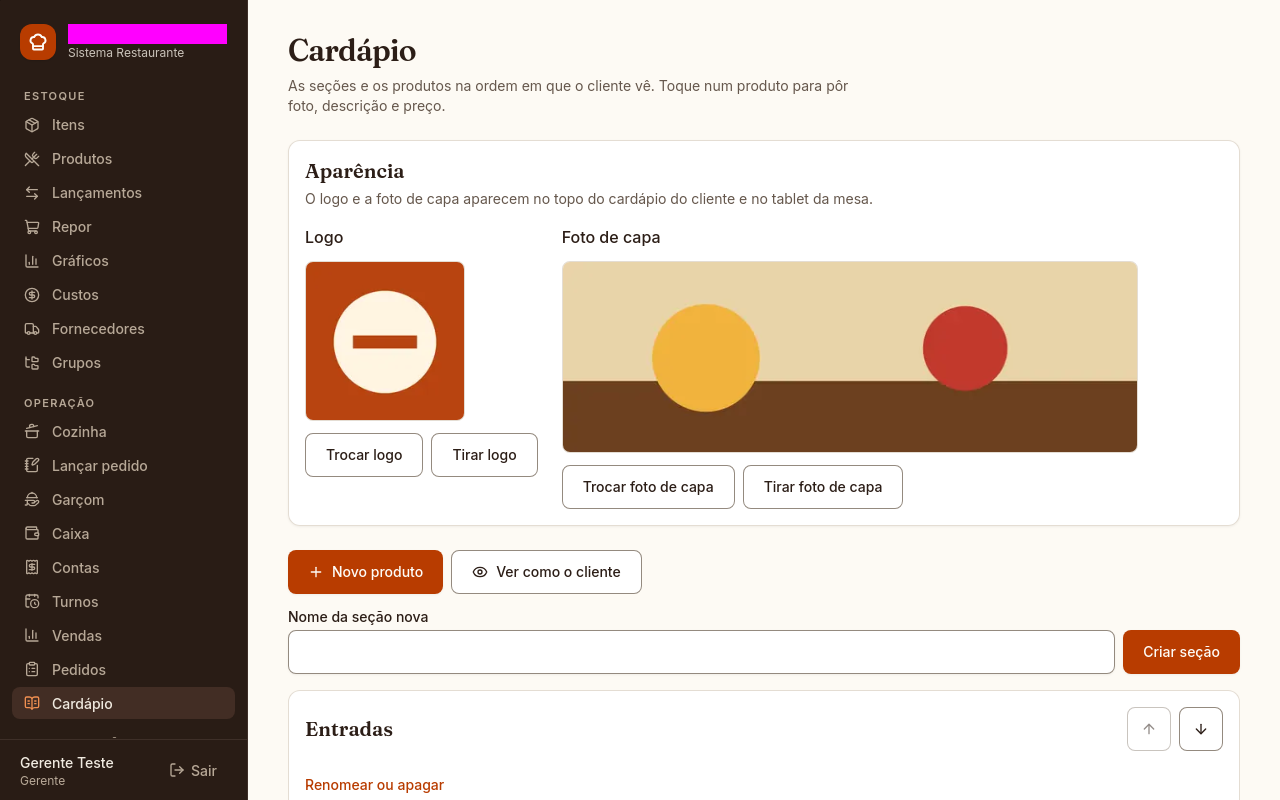 Sistema Restaurante
ESTOQUE
Itens
Produtos
Lançamentos
Repor
Gráficos
Custos
Fornecedores
Grupos
OPERAÇÃO
Cozinha
Lançar pedido
Garçom
Caixa
Contas
Turnos
Vendas
Pedidos
Cardápio
Gerente Teste
Gerente
Sair
Cardápio
As seções e os produtos na ordem em que o cliente vê. Toque num produto para pôr
foto, descrição e preço.
Aparência
O logo e a foto de capa aparecem no topo do cardápio do cliente e no tablet da mesa.
Logo
Foto de capa
Trocar logo
Tirar logo
Trocar foto de capa
Tirar foto de capa
Novo produto
Ver como o cliente
Nome da seção nova
Criar seção
Entradas
Renomear ou apagar